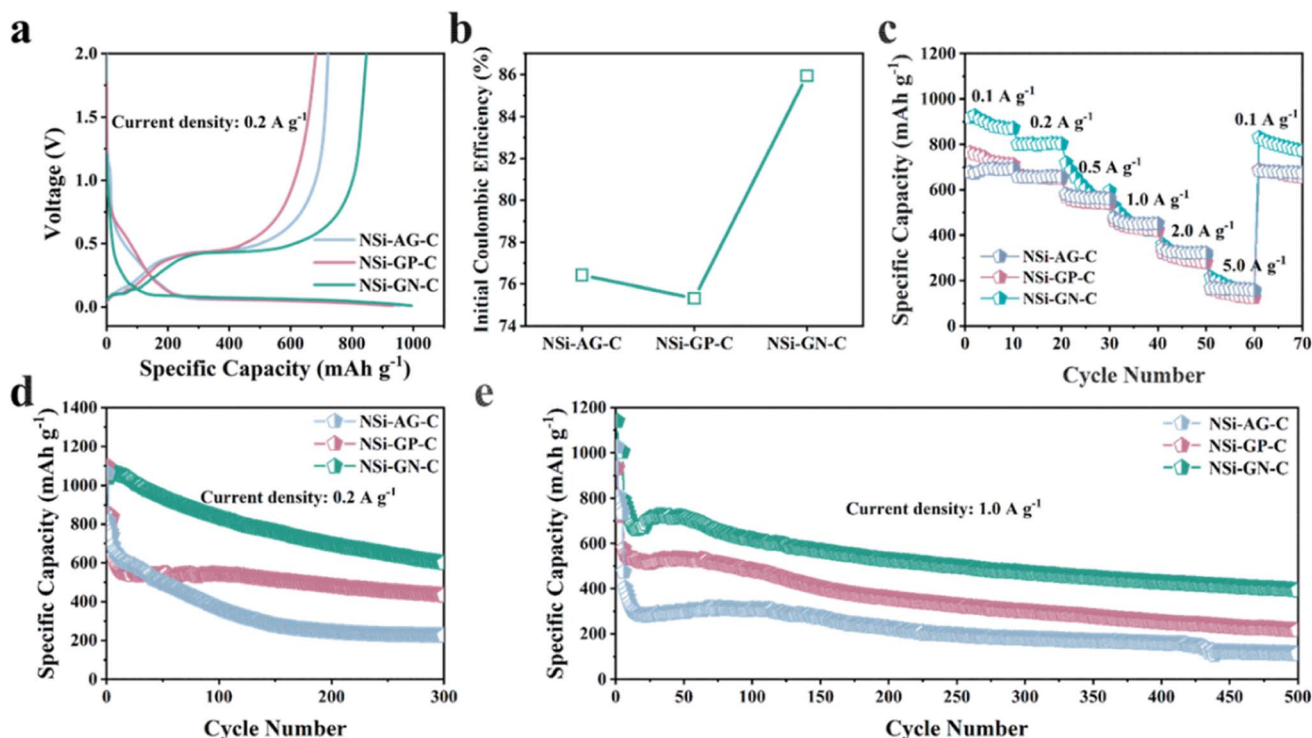 a
2.0
1.5
1.0
0.5
0.0
Voltage (V)
Current density: 0.2 A g⁻¹
NSi-AG-C
NSi-GP-C
NSi-GN-C
0 200 400 600 800 1000
Specific Capacity (mAh g⁻¹)
b
86
84
82
80
78
76
74
Initial Coulombic Efficiency (%)
NSi-AG-C NSi-GP-C NSi-GN-C
c
1200
1000
800
600
400
200
0
Specific Capacity (mAh g⁻¹)
0.1 A g⁻¹
0.2 A g⁻¹
0.5 A g⁻¹
1.0 A g⁻¹
2.0 A g⁻¹
5.0 A g⁻¹
0.1 A g⁻¹
NSi-AG-C
NSi-GP-C
NSi-GN-C
0 10 20 30 40 50 60 70
Cycle Number
d
1400
1200
1000
800
600
400
200
0
Specific Capacity (mAh g⁻¹)
NSi-AG-C
NSi-GP-C
NSi-GN-C
Current density: 0.2 A g⁻¹
0 100 200 300
Cycle Number
e
1200
1000
800
600
400
200
0
Specific Capacity (mAh g⁻¹)
NSi-AG-C
NSi-GP-C
NSi-GN-C
Current density: 1.0 A g⁻¹
0 50 100 150 200 250 300 350 400 450 500
Cycle Number